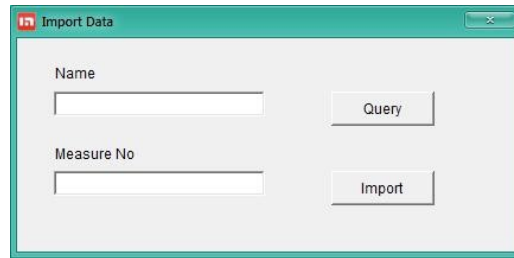 Import Data
Name
Query
Measure No
Import